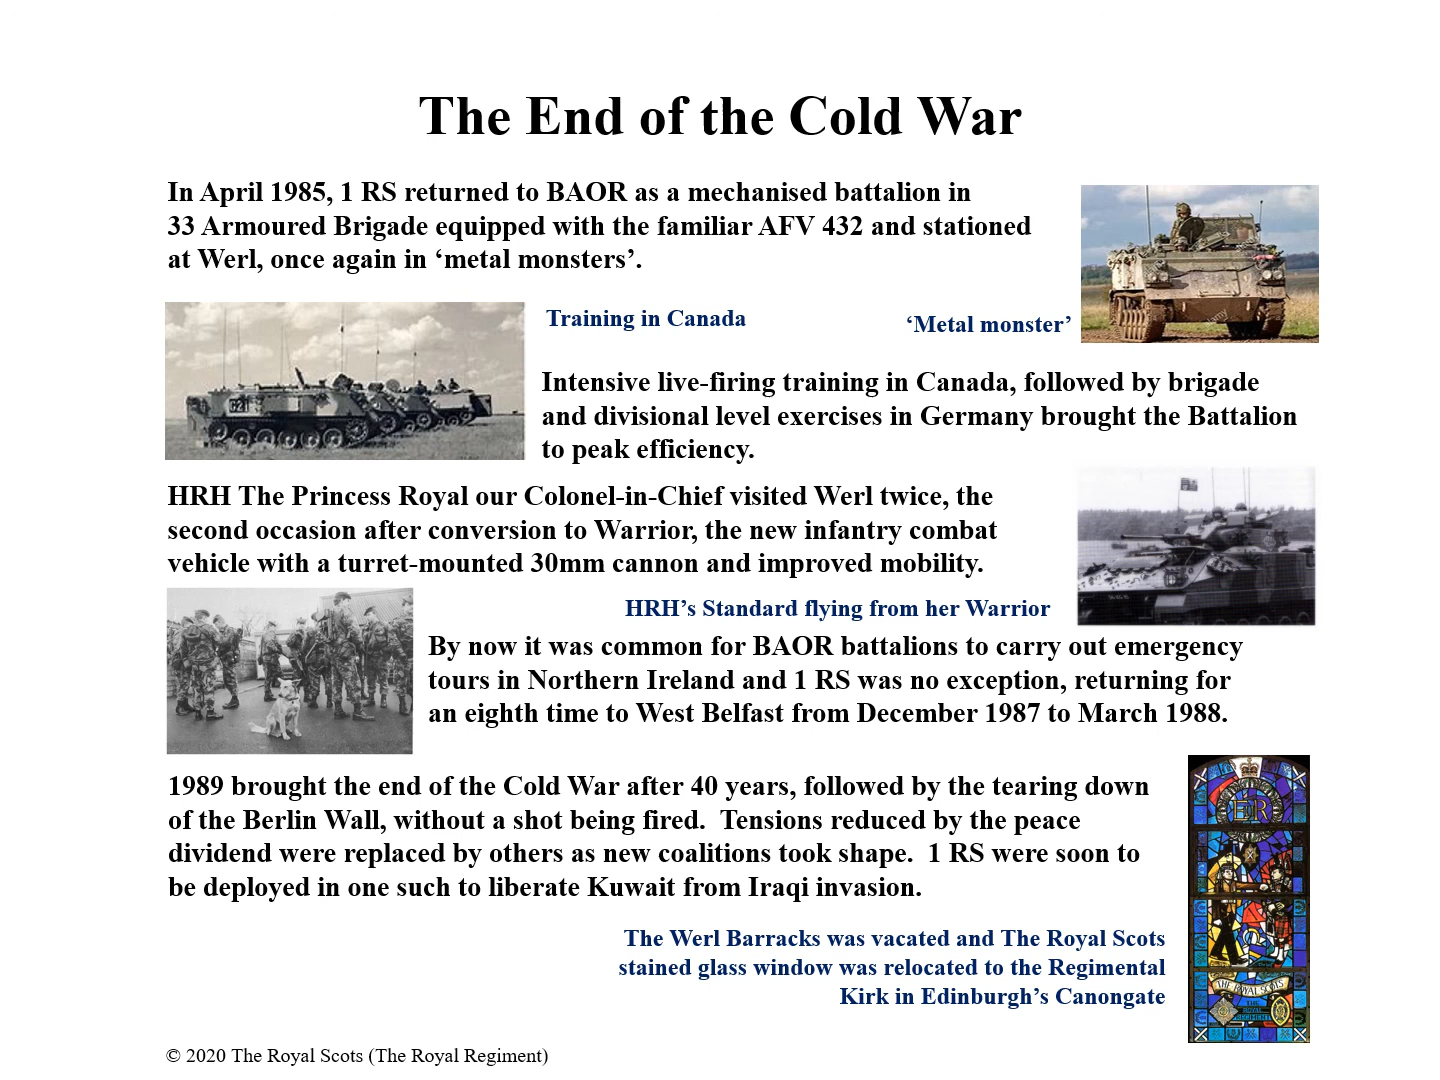 The End of the Cold War
In April 1985, 1 RS returned to BAOR as a mechanised battalion in
33 Armoured Brigade equipped with the familiar AFV 432 and stationed
at Werl, once again in ‘metal monsters’.
Training in Canada
‘Metal monster’
Intensive live-firing training in Canada, followed by brigade
and divisional level exercises in Germany brought the Battalion
to peak efficiency.
HRH The Princess Royal our Colonel-in-Chief visited Werl twice, the
second occasion after conversion to Warrior, the new infantry combat
vehicle with a turret-mounted 30mm cannon and improved mobility.
HRH’s Standard flying from her Warrior
By now it was common for BAOR battalions to carry out emergency
tours in Northern Ireland and 1 RS was no exception, returning for
an eighth time to West Belfast from December 1987 to March 1988.
1989 brought the end of the Cold War after 40 years, followed by the tearing down
of the Berlin Wall, without a shot being fired.  Tensions reduced by the peace
dividend were replaced by others as new coalitions took shape.  1 RS were soon to
be deployed in one such to liberate Kuwait from Iraqi invasion.
E R
The Werl Barracks was vacated and The Royal Scots
stained glass window was relocated to the Regimental
Kirk in Edinburgh’s Canongate
THE ROYAL SCOTS
THE
ROYAL
REGIMENT
© 2020 The Royal Scots (The Royal Regiment)